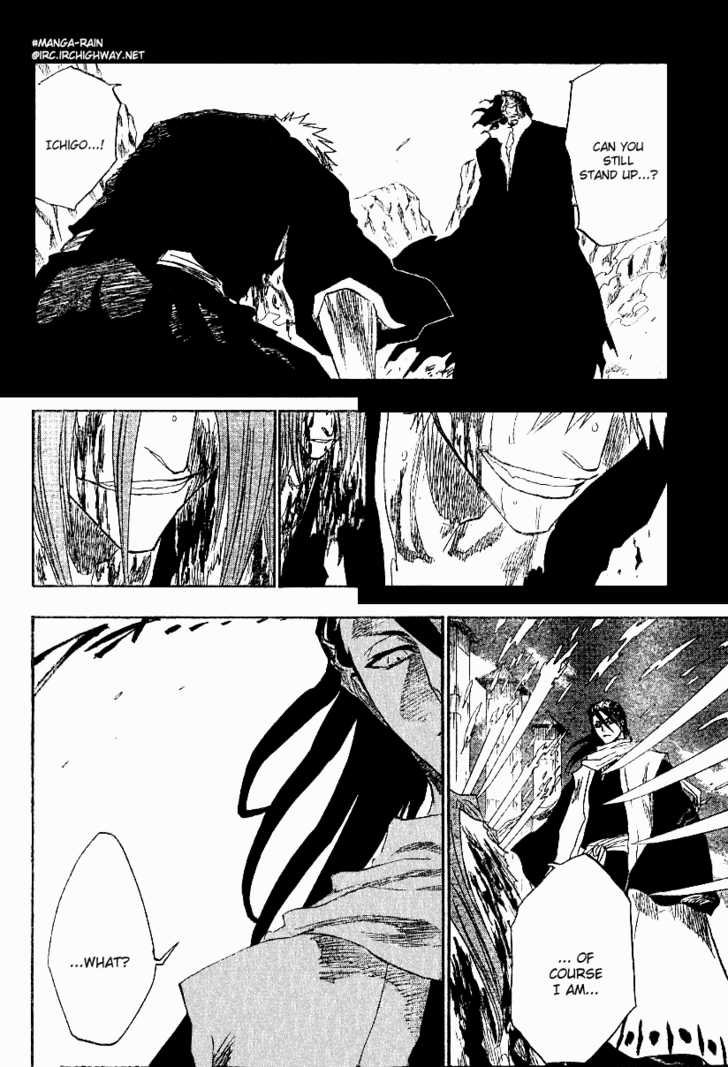 #MANGA-RAIN
@IRC.IRCHIGHWAY.NET
CAN YOU
STILL
STAND UP...?
ICHIGO...!
... OF
COURSE
I AM...
...WHAT?